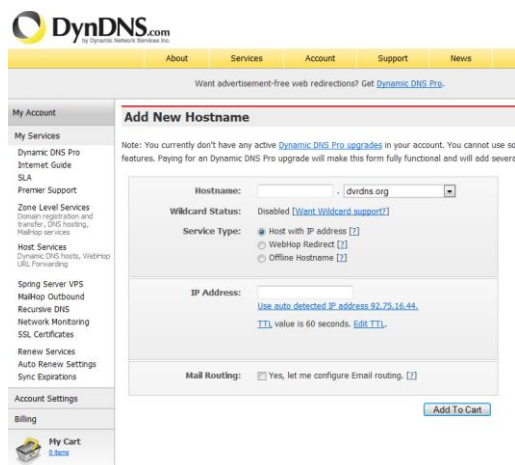 DynDNS.com
by Dynamic Network Services Inc.
About Services Account Support News
Want advertisement-free web redirections? Get Dynamic DNS Pro.
My Account
My Services
Dynamic DNS Pro
Internet Guide
SLA
Premier Support
Zone Level Services
Domain registration and
transfer, DNS hosting,
MailHop services
Host Services
Dynamic DNS hosts, WebHop
URL Forwarding
Spring Server VPS
MailHop Outbound
Recursive DNS
Network Monitoring
SSL Certificates
Renew Services
Auto Renew Settings
Sync Expirations
Account Settings
Billing
My Cart
0 items
Add New Hostname
Note: You currently don't have any active Dynamic DNS Pro upgrades in your account. You cannot use so
features. Paying for an Dynamic DNS Pro upgrade will make this form fully functional and will add severa
Hostname: . dvrdns.org
Wildcard Status: Disabled [Want Wildcard support?]
Service Type: Host with IP address [?]
WebHop Redirect [?]
Offline Hostname [?]
IP Address:
Use auto detected IP address 92.75.16.44.
TTL value is 60 seconds. Edit TTL.
Mail Routing: Yes, let me configure Email routing. [?]
Add To Cart